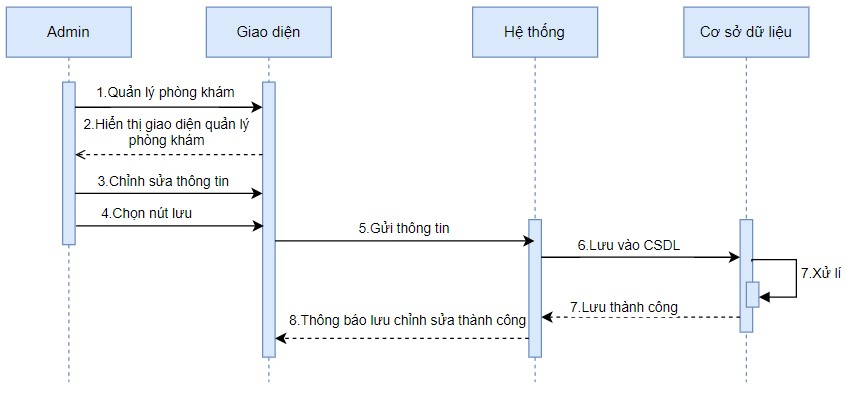 Admin
Giao diện
Hệ thống
Cơ sở dữ liệu
1.Quản lý phòng khám
2.Hiển thị giao diện quản lý
phòng khám
3.Chỉnh sửa thông tin
4.Chọn nút lưu
5.Gửi thông tin
6.Lưu vào CSDL
7.Xử lí
7.Lưu thành công
8.Thông báo lưu chỉnh sửa thành công